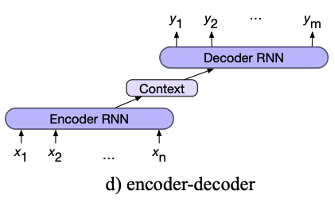 y1 y2 ... ym
Decoder RNN
Context
Encoder RNN
x1 x2 ... xn
d) encoder-decoder